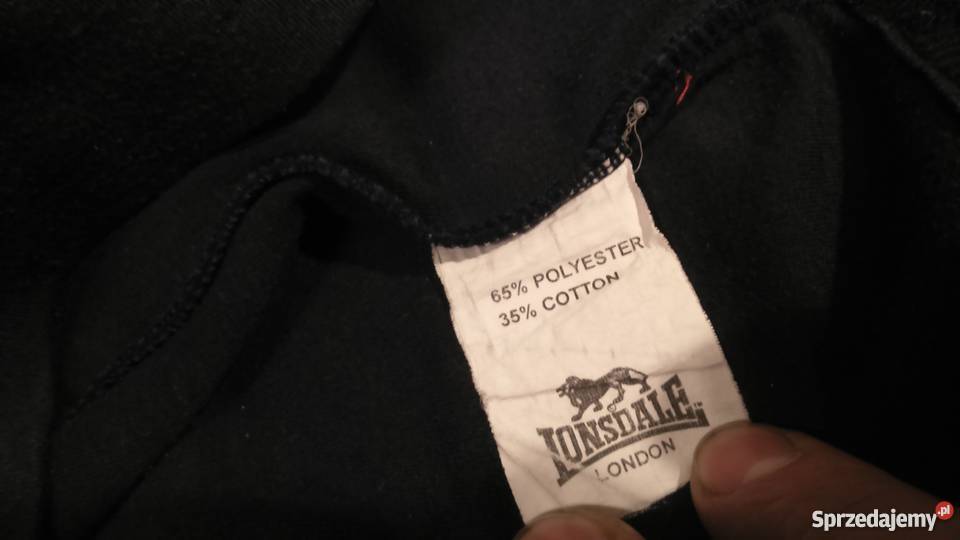 65% POLYESTER
35% COTTON
LONSDALE
LONDON
Sprzedajemy.pl